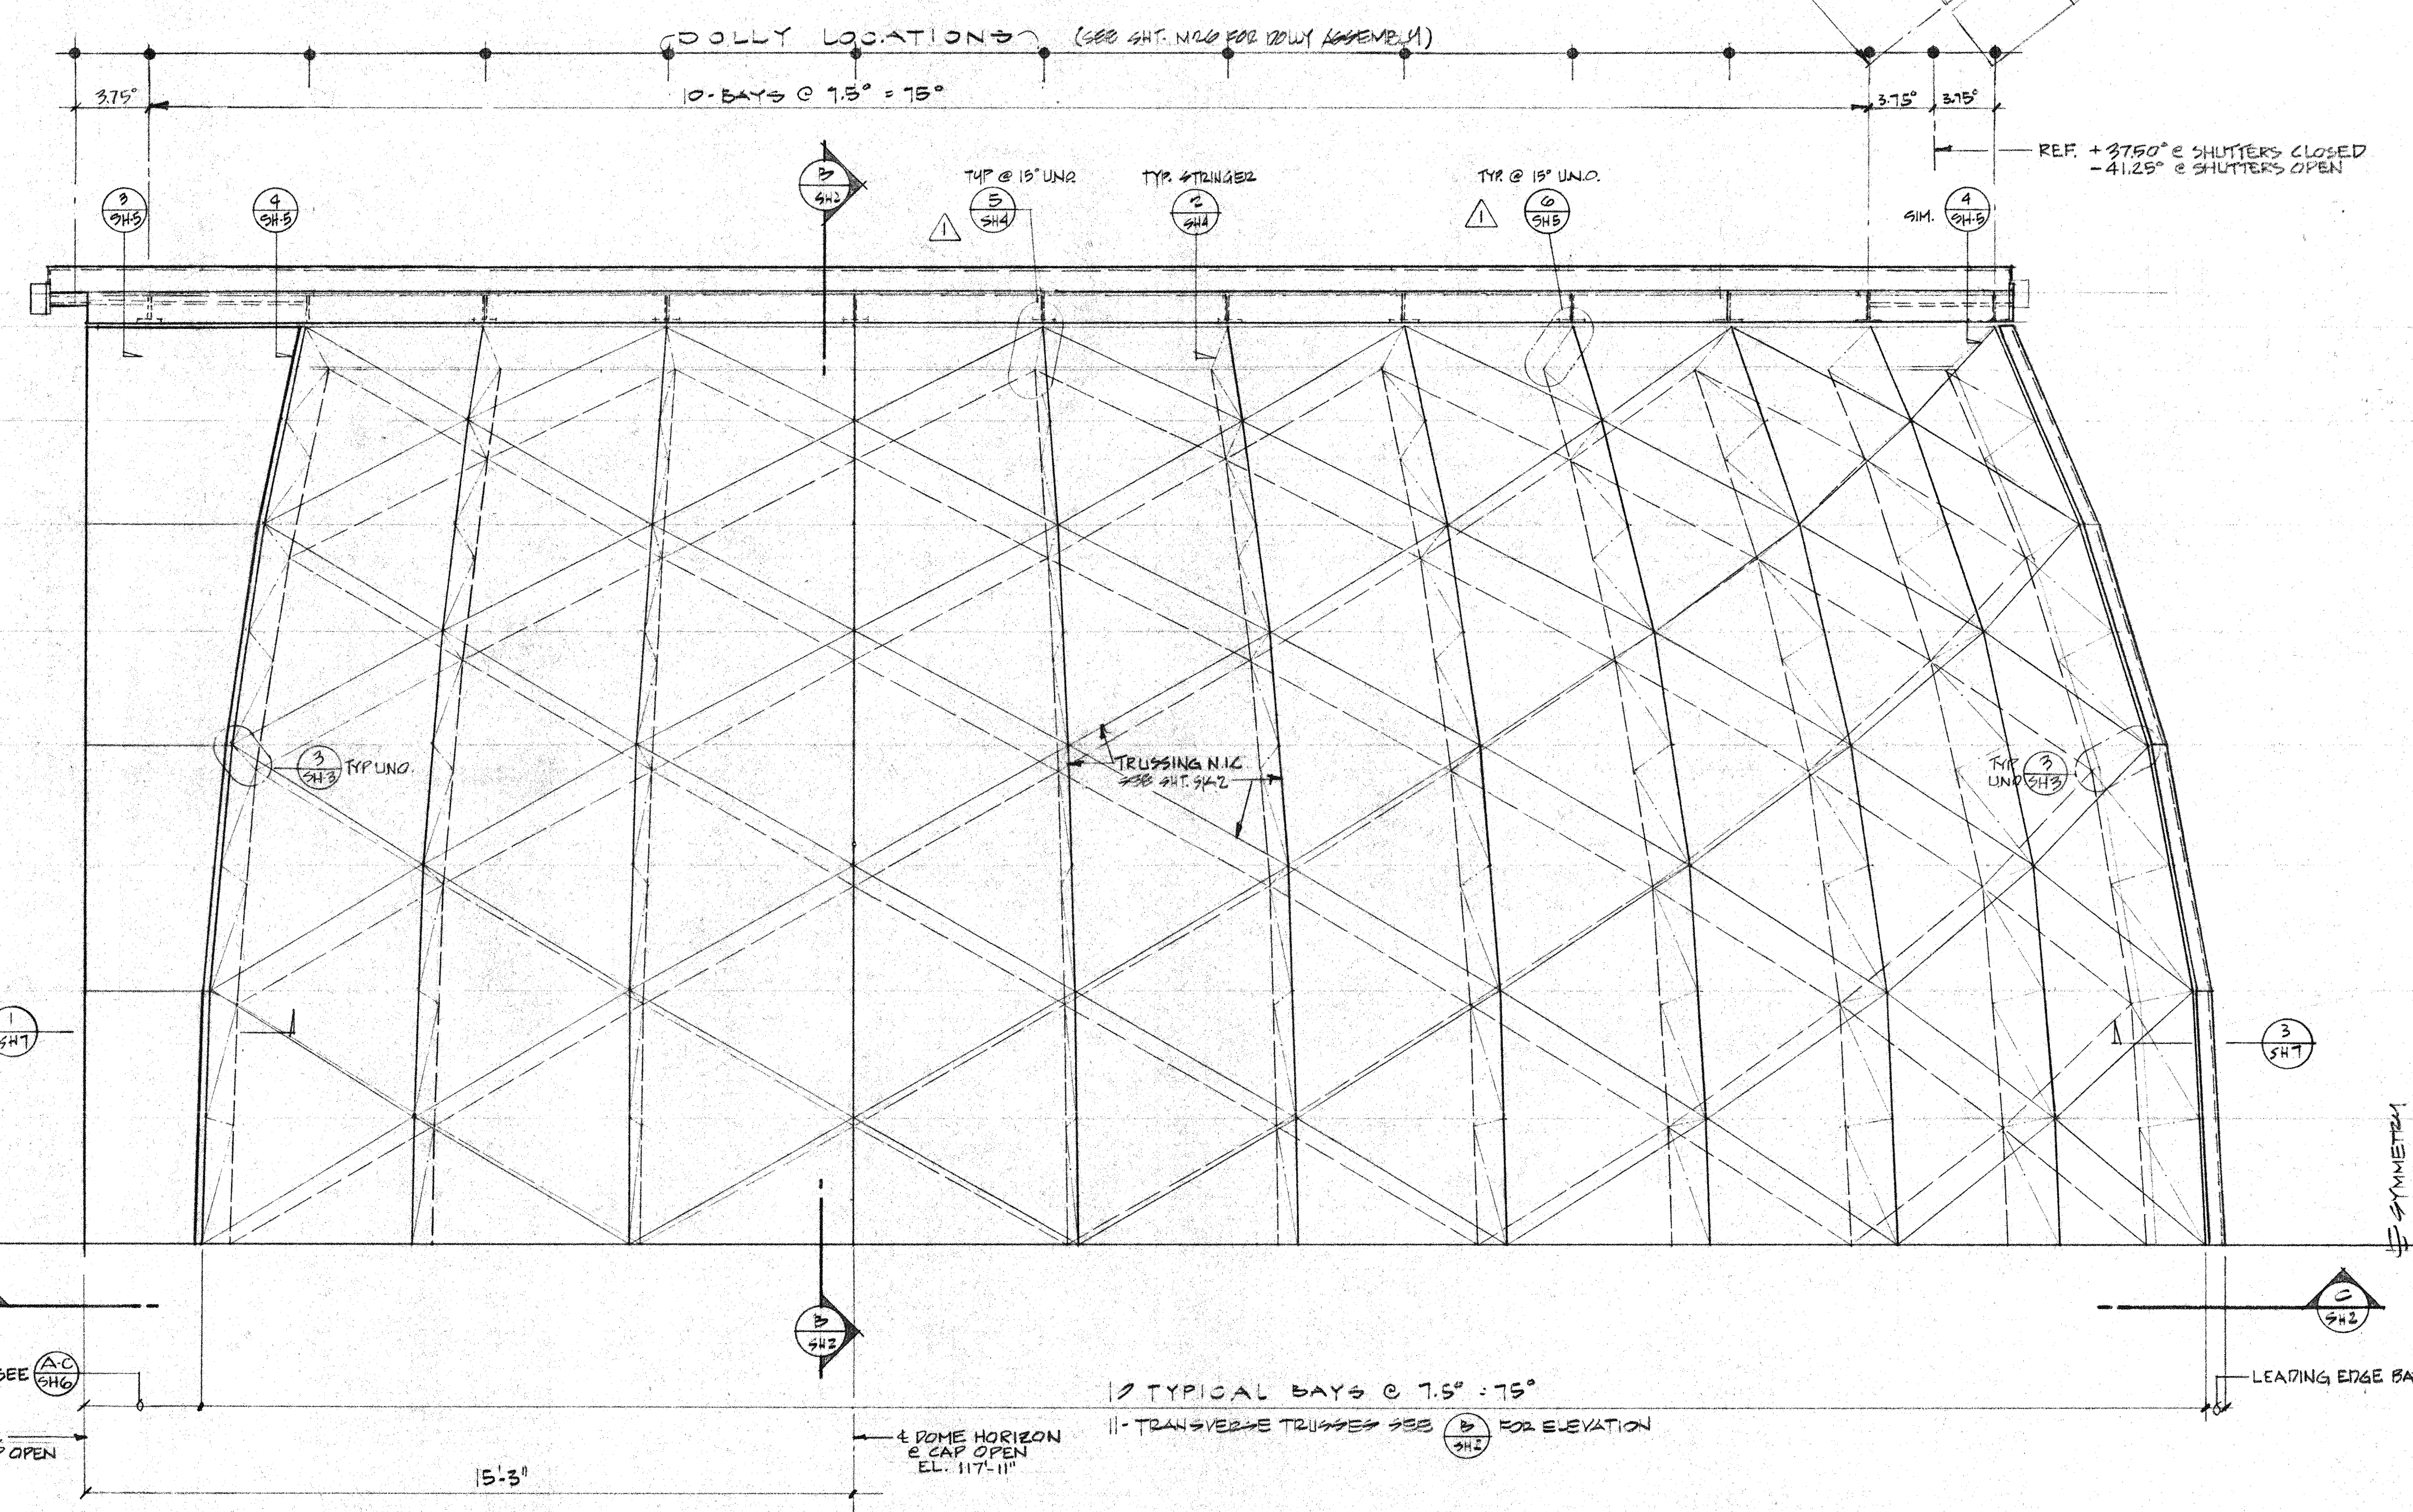 DOLLY LOCATIONS (SEE SHT. M26 FOR DOLLY ASSEMBLY)
3.75°
10-BAYS @ 7.5° = 75°
3.75°
3.75°
REF. +37.50° @ SHUTTERS CLOSED
-41.25° @ SHUTTERS OPEN
3
SH-5
4
SH-5
B
SH2
TYP @ 15° U.N.O.
1
5
SH4
TYP. STRINGER
2
SH4
TYP. @ 15° U.N.O.
1
6
SH5
SIM.
4
SH-5
3
SH-3
TYP U.N.O.
TRUSSING N.I.C.
SEE SHT. SK-2
TYP
U.N.O.
3
SH3
1
SH7
3
SH7
℄ SYMMETRY
B
SH2
C
SH2
SEE
A-C
SH6
10 TYPICAL BAYS @ 7.5° = 75°
11- TRANSVERSE TRUSSES SEE
B
SH2
FOR ELEVATION
LEADING EDGE BA
OPEN
℄ DOME HORIZON
@ CAP OPEN
EL. 117'-11"
15'-3"